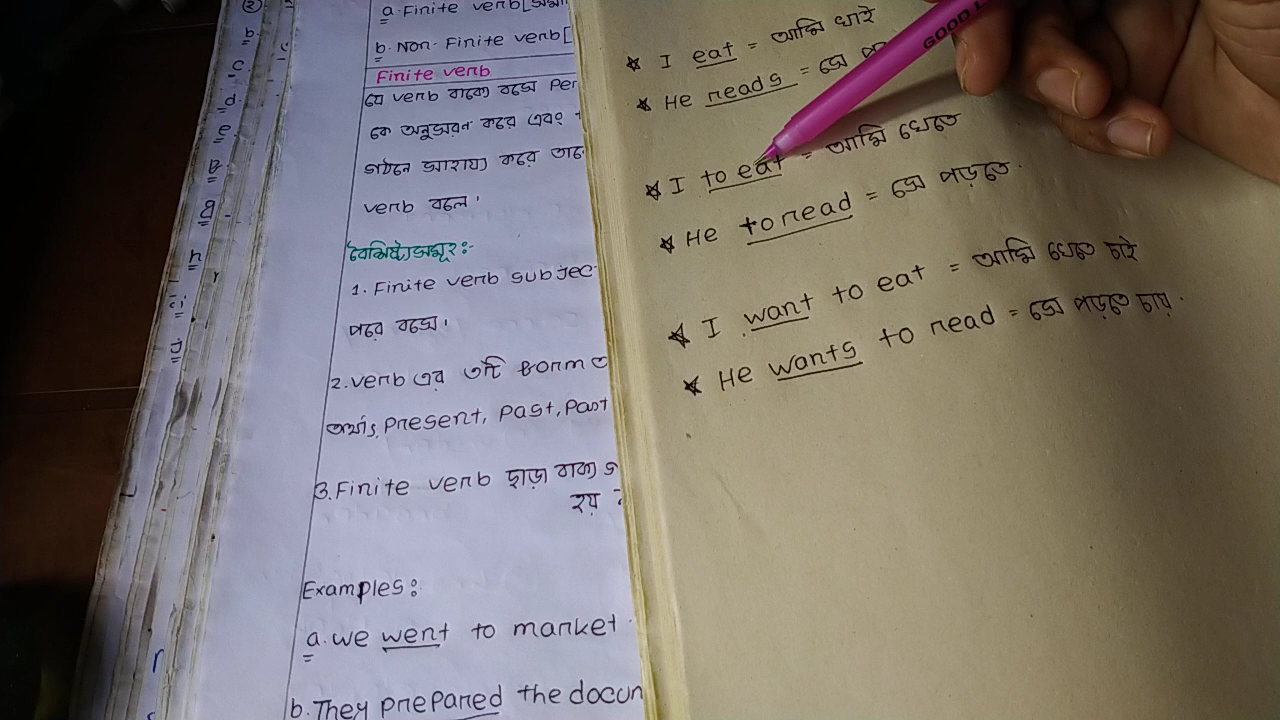 a. Finite verb [
b. Non-Finite verb [
Finite verb
যে verb বাক্যে বসে Per
কে অনুসরন করে এবং
গঠনে সাহায্য করে তাকে
verb বলে।
বৈশিষ্ট্যসমূহ:-
1. Finite verb subjec
পরে বসে।
2. verb এর ৩টি form
অর্থাৎ, Present, Past, Past
3. Finite verb ছাড়া বাক্য
হয়
Examples:
a. we went to market
b. They prepared the docum
* I eat = আমি খাই
* He reads = সে
* I to eat = আমি খেতে
* He to read = সে পড়তে.
* I want to eat = আমি খেতে চাই
* He wants to read = সে পড়তে চায়.
GOOD L